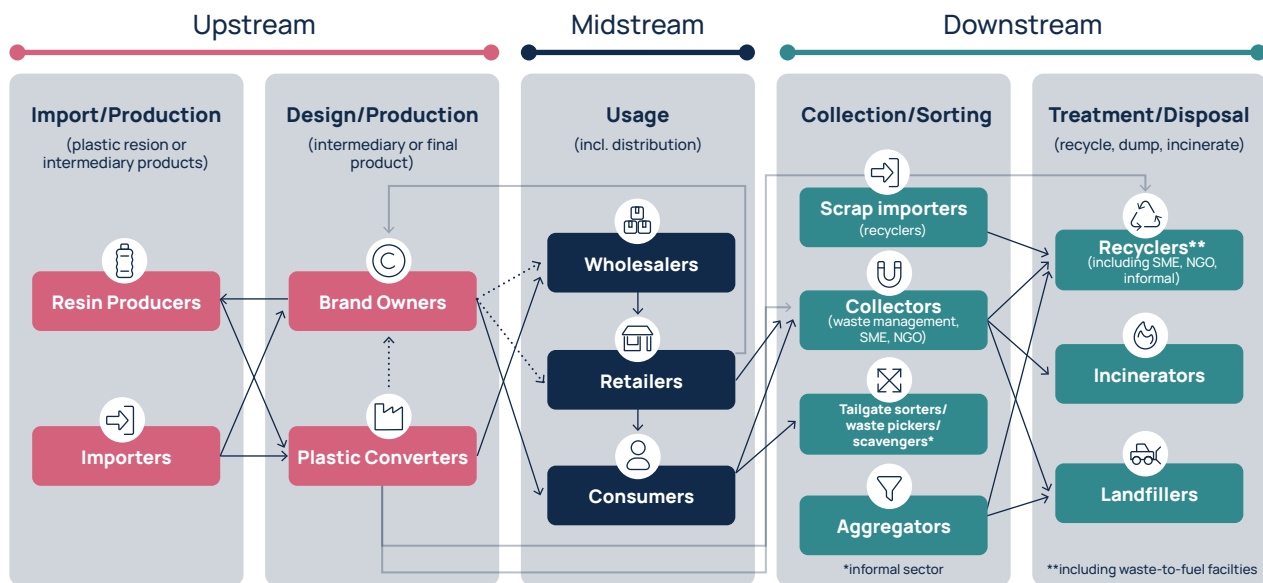 Upstream
Midstream
Downstream
Import/Production
(plastic resion or
intermediary products)
Resin Producers
Importers
Design/Production
(intermediary or final
product)
Brand Owners
Plastic Converters
Usage
(incl. distribution)
Wholesalers
Retailers
Consumers
Collection/Sorting
Scrap importers
(recyclers)
Collectors
(waste management,
SME, NGO)
Tailgate sorters/
waste pickers/
scavengers*
Aggregators
*informal sector
Treatment/Disposal
(recycle, dump, incinerate)
Recyclers**
(including SME, NGO,
informal)
Incinerators
Landfillers
**including waste-to-fuel facilties